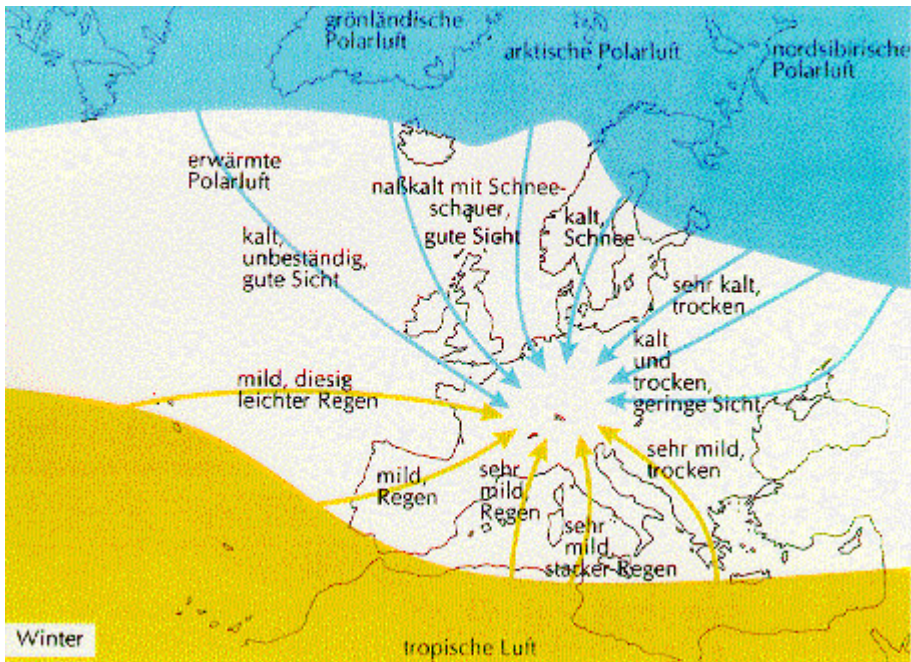 grönländische
Polarluft
arktische Polarluft
nordsibirische
Polarluft
erwärmte
Polarluft
naßkalt mit Schnee-
schauer,
gute Sicht
kalt,
Schnee
kalt,
unbeständig,
gute Sicht
sehr kalt,
trocken
kalt
und
trocken,
geringe Sicht
mild, diesig
leichter Regen
sehr mild,
trocken
mild,
Regen
sehr
mild,
Regen
sehr
mild,
starker Regen
Winter
tropische Luft